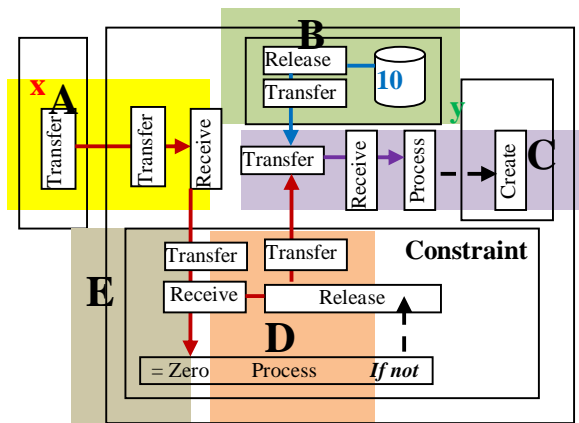 B
Release
10
Transfer
x
A
y
Transfer
Transfer
Receive
Transfer
Receive
Process
Create
C
Transfer
Transfer
Constraint
E
Receive
Release
D
= Zero
Process
If not